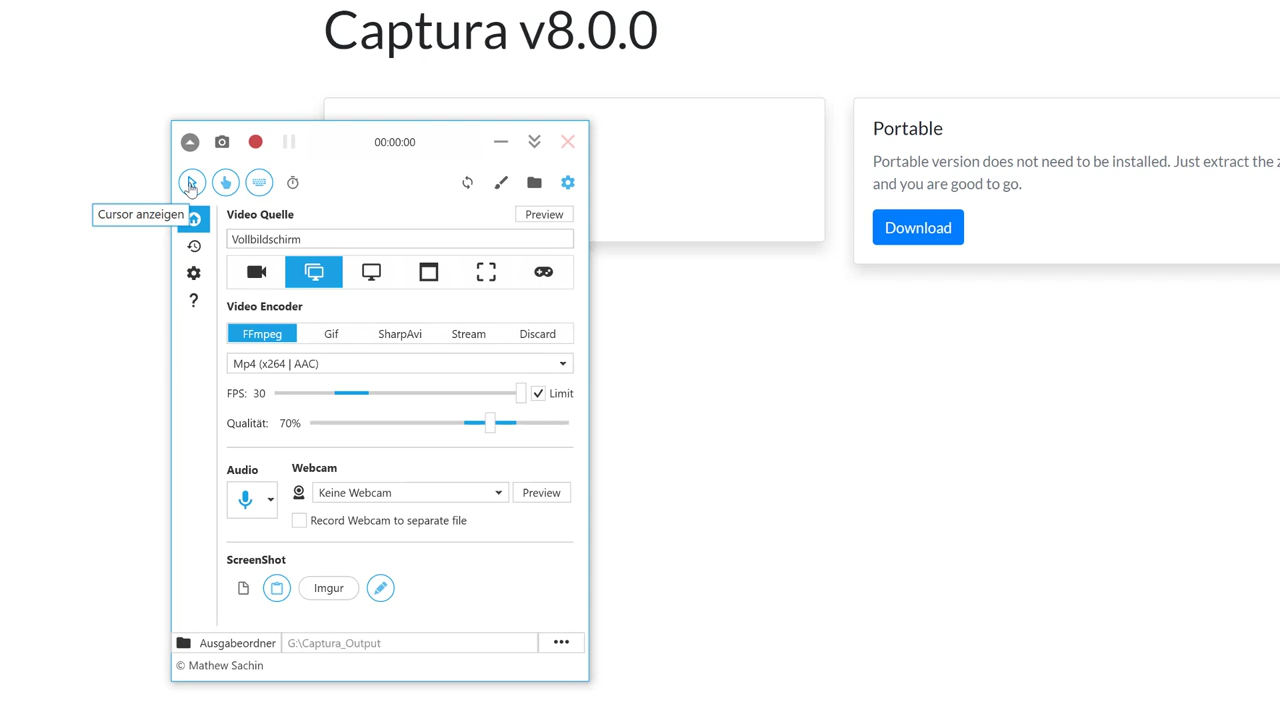 Captura v8.0.0
Portable
Portable version does not need to be installed. Just extract the
and you are good to go.
Download
00:00:00
Cursor anzeigen
Video Quelle
Preview
Vollbildschirm
Video Encoder
FFmpeg
Gif
SharpAvi
Stream
Discard
Mp4 (x264 | AAC)
FPS: 30
Limit
Qualität: 70%
Audio
Webcam
Keine Webcam
Preview
Record Webcam to separate file
ScreenShot
Imgur
Ausgabeordner
G:\Captura_Output
© Mathew Sachin